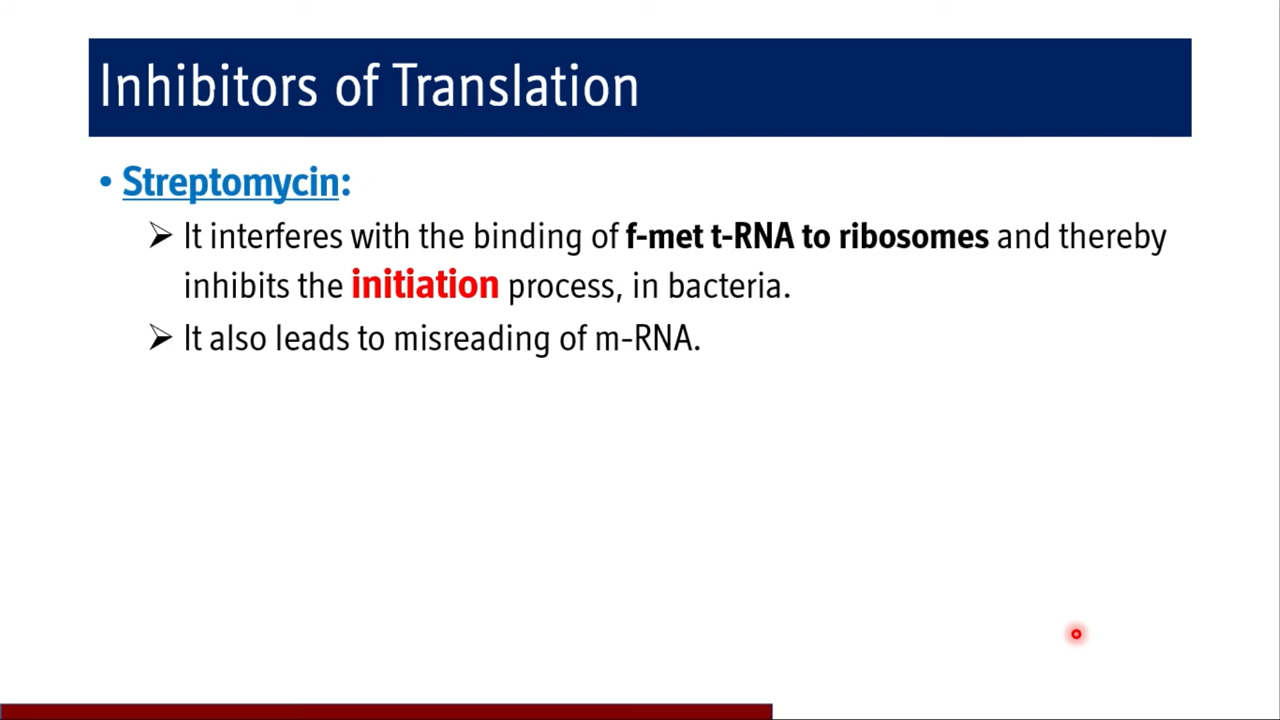 Inhibitors of Translation
• Streptomycin:
➢ It interferes with the binding of f-met t-RNA to ribosomes and thereby
inhibits the initiation process, in bacteria.
➢ It also leads to misreading of m-RNA.